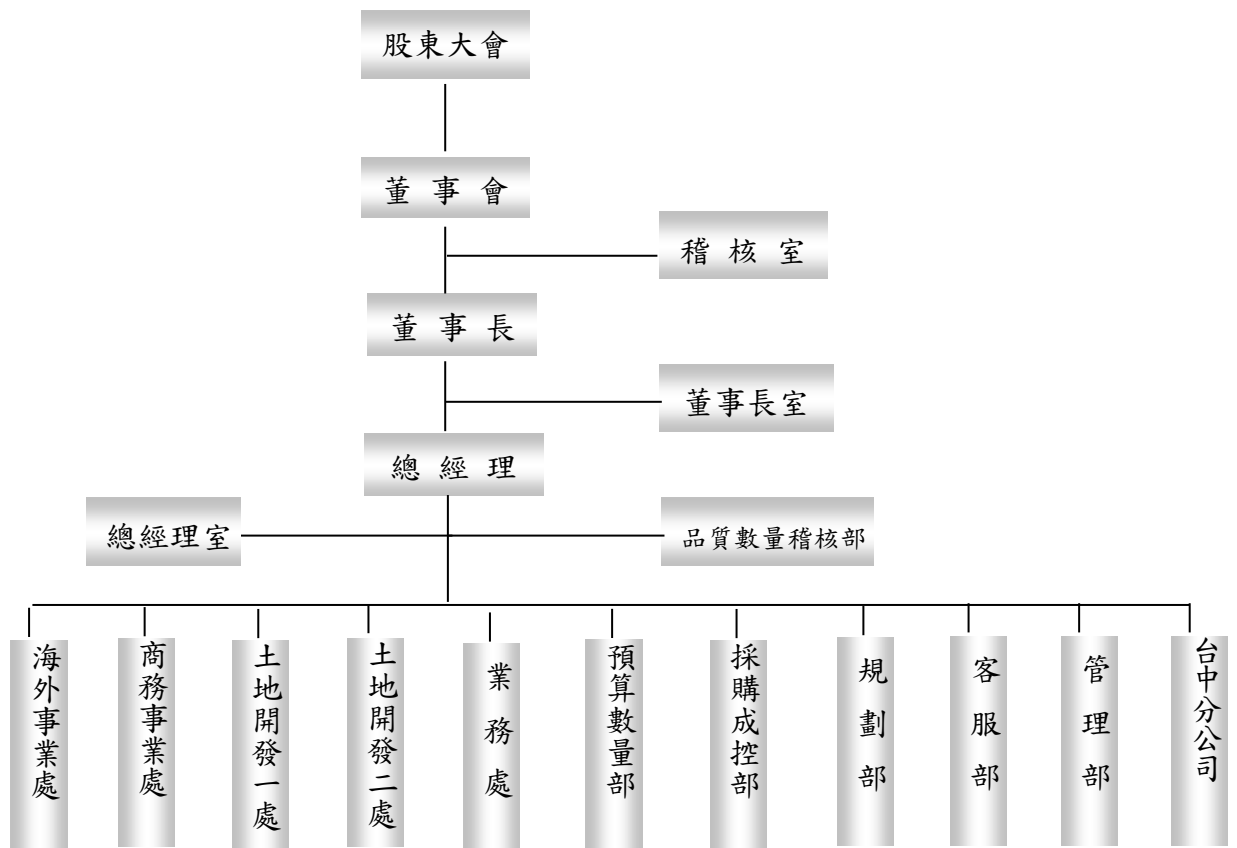 股東大會
董事會
稽核室
董事長
董事長室
總經理
總經理室
品質數量稽核部
海外事業處
商務事業處
土地開發一處
土地開發二處
業務處
預算數量部
採購成控部
規劃部
客服部
管理部
台中分公司